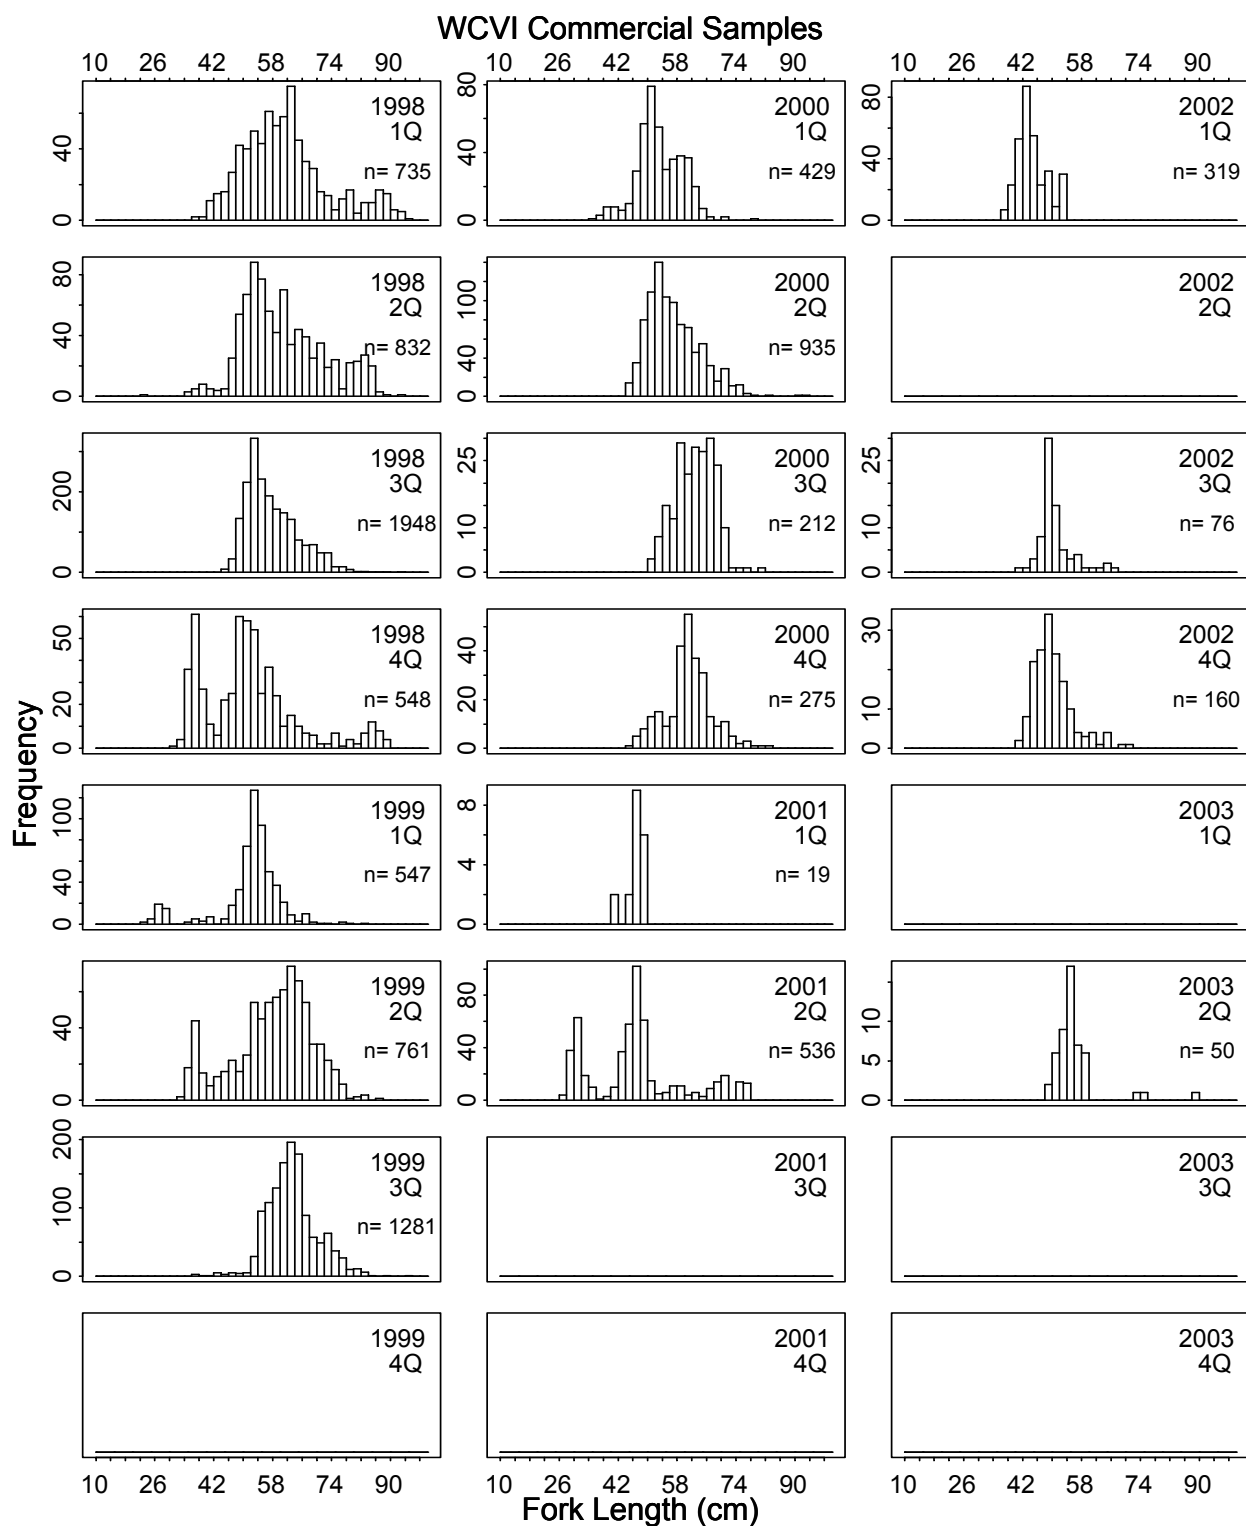 WCVI Commercial Samples
10 26 42 58 74 90 10 26 42 58 74 90 10 26 42 58 74 90
0 40
1998
1Q
n= 735
0 40 80
2000
1Q
n= 429
0 40 80
2002
1Q
n= 319
0 40 80
1998
2Q
n= 832
0 40 100
2000
2Q
n= 935
2002
2Q
0 200
1998
3Q
n= 1948
0 10 25
2000
3Q
n= 212
0 10 25
2002
3Q
n= 76
0 20 50
1998
4Q
n= 548
0 20 40
2000
4Q
n= 275
0 10 30
2002
4Q
n= 160
Frequency
0 40 100
1999
1Q
n= 547
0 4 8
2001
1Q
n= 19
2003
1Q
0 40
1999
2Q
n= 761
0 40 80
2001
2Q
n= 536
0 5 10
2003
2Q
n= 50
0 100 200
1999
3Q
n= 1281
2001
3Q
2003
3Q
1999
4Q
2001
4Q
2003
4Q
10 26 42 58 74 90 10 26 42 58 74 90 10 26 42 58 74 90
Fork Length (cm)